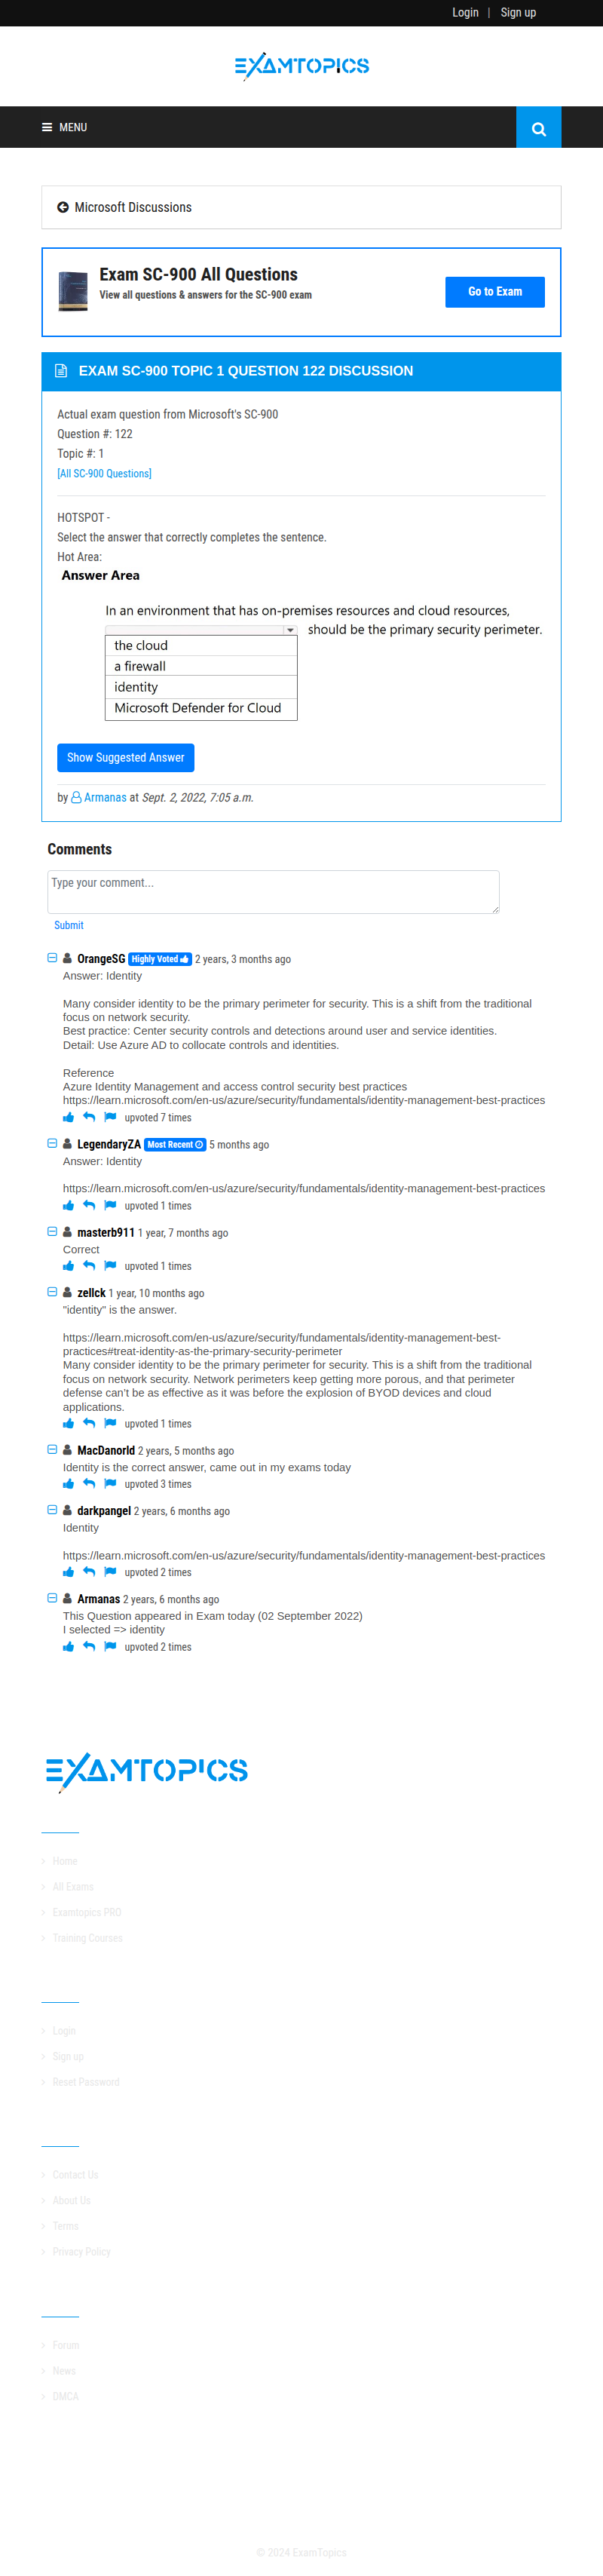 Login | Sign up
EXAMTOPICS
MENU
Microsoft Discussions
Exam SC-900 All Questions
View all questions & answers for the SC-900 exam
Go to Exam
EXAM SC-900 TOPIC 1 QUESTION 122 DISCUSSION
Actual exam question from Microsoft's SC-900
Question #: 122
Topic #: 1
[All SC-900 Questions]
HOTSPOT -
Select the answer that correctly completes the sentence.
Hot Area:
Answer Area
In an environment that has on-premises resources and cloud resources,
should be the primary security perimeter.
the cloud
a firewall
identity
Microsoft Defender for Cloud
Show Suggested Answer
by Armanas at Sept. 2, 2022, 7:05 a.m.
Comments
Type your comment...
Submit
OrangeSG Highly Voted 2 years, 3 months ago
Answer: Identity
Many consider identity to be the primary perimeter for security. This is a shift from the traditional
focus on network security.
Best practice: Center security controls and detections around user and service identities.
Detail: Use Azure AD to collocate controls and identities.
Reference
Azure Identity Management and access control security best practices
https://learn.microsoft.com/en-us/azure/security/fundamentals/identity-management-best-practices
upvoted 7 times
LegendaryZA Most Recent 5 months ago
Answer: Identity
https://learn.microsoft.com/en-us/azure/security/fundamentals/identity-management-best-practices
upvoted 1 times
masterb911 1 year, 7 months ago
Correct
upvoted 1 times
zellck 1 year, 10 months ago
"identity" is the answer.
https://learn.microsoft.com/en-us/azure/security/fundamentals/identity-management-best-
practices#treat-identity-as-the-primary-security-perimeter
Many consider identity to be the primary perimeter for security. This is a shift from the traditional
focus on network security. Network perimeters keep getting more porous, and that perimeter
defense can't be as effective as it was before the explosion of BYOD devices and cloud
applications.
upvoted 1 times
MacDanorld 2 years, 5 months ago
Identity is the correct answer, came out in my exams today
upvoted 3 times
darkpangel 2 years, 6 months ago
Identity
https://learn.microsoft.com/en-us/azure/security/fundamentals/identity-management-best-practices
upvoted 2 times
Armanas 2 years, 6 months ago
This Question appeared in Exam today (02 September 2022)
I selected => identity
upvoted 2 times
EXAMTOPICS
Home
All Exams
Examtopics PRO
Training Courses
Login
Sign up
Reset Password
Contact Us
About Us
Terms
Privacy Policy
Forum
News
DMCA
© 2024 ExamTopics